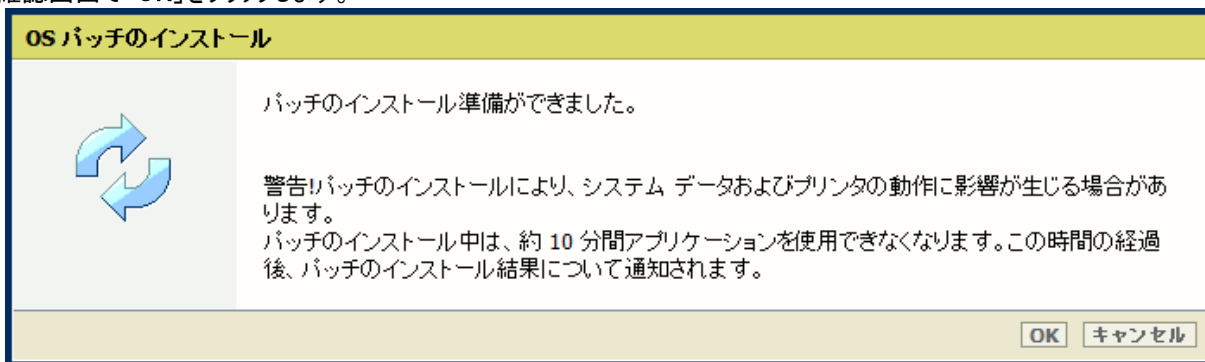 OS パッチのインストール
パッチのインストール準備ができました。
警告!パッチのインストールにより、システム データおよびプリンタの動作に影響が生じる場合があ
ります。
パッチのインストール中は、約 10 分間アプリケーションを使用できなくなります。この時間の経過
後、パッチのインストール結果について通知されます。
OK キャンセル